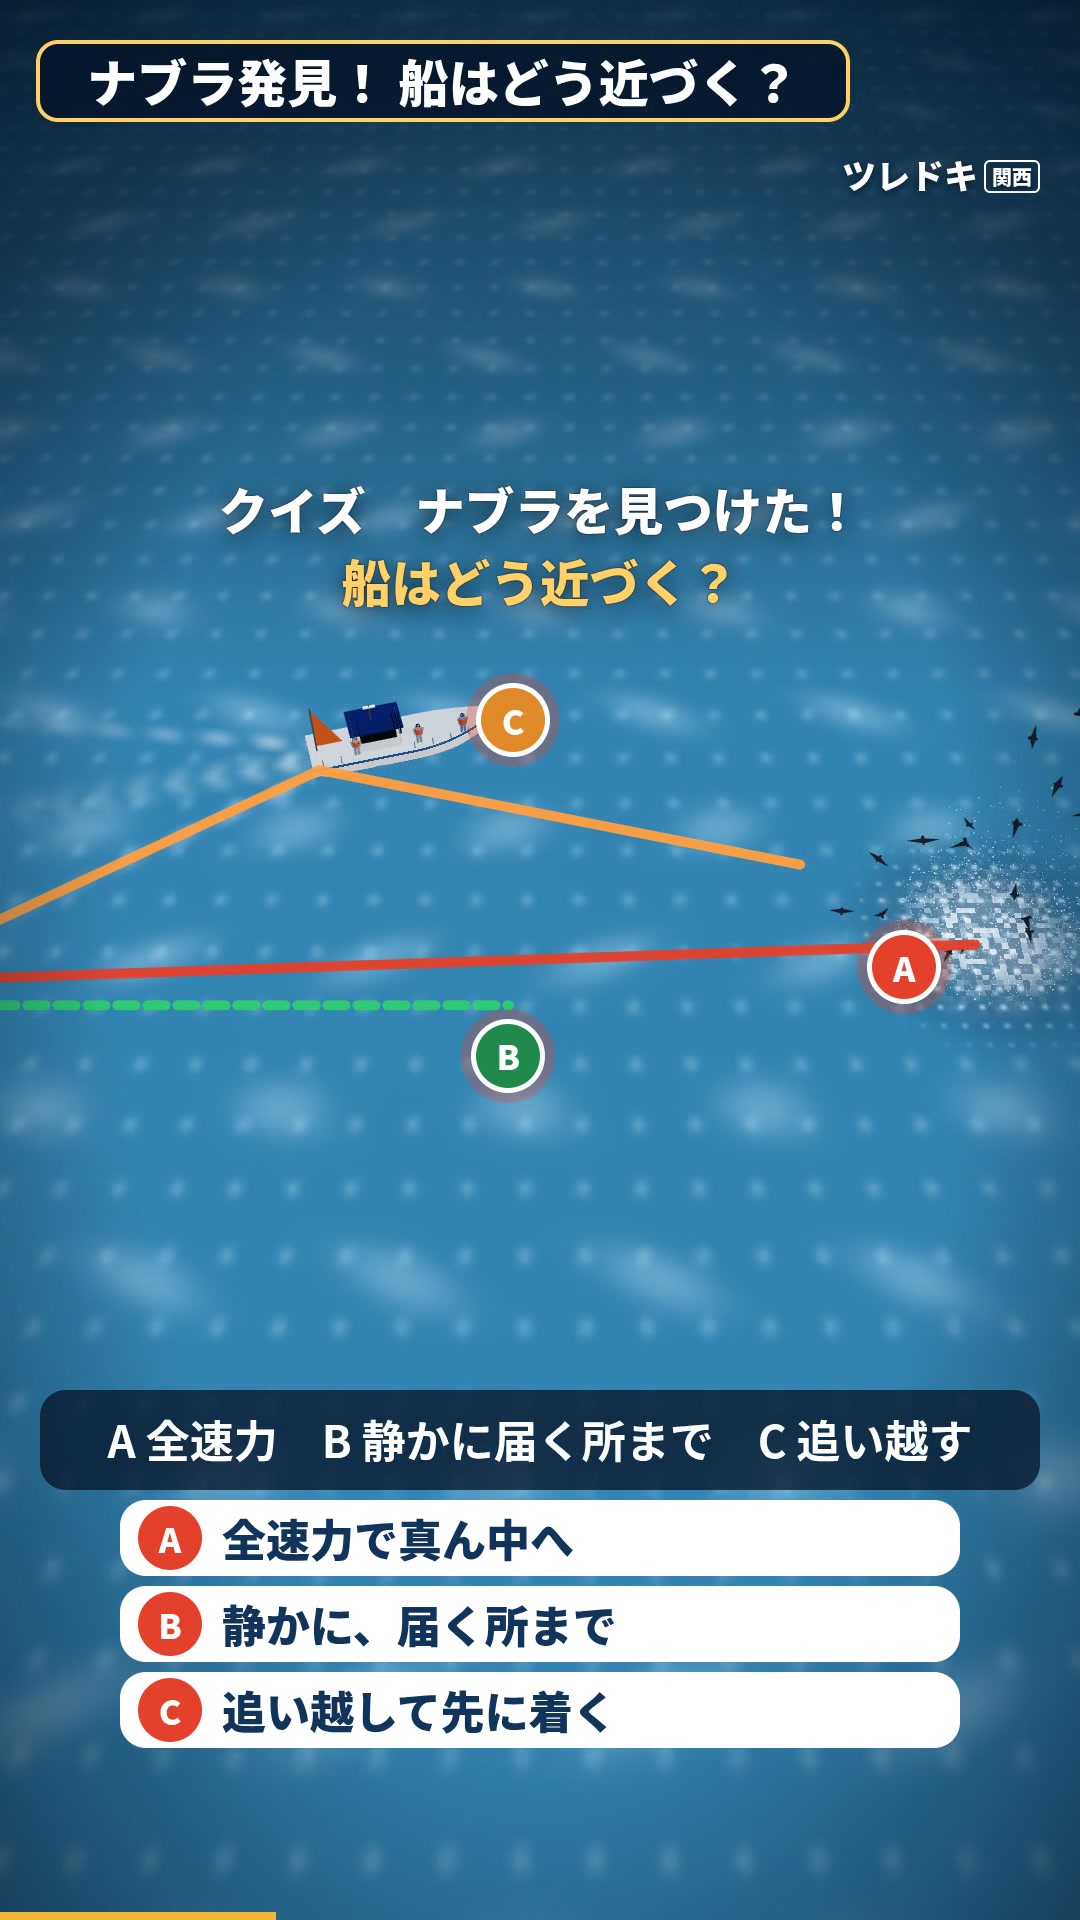 ナブラ発見！ 船はどう近づく？
ツレドキ 関西
クイズ　ナブラを見つけた！
船はどう近づく？
C
A
B
A 全速力　B 静かに届く所まで　C 追い越す
A 全速力で真ん中へ
B 静かに、届く所まで
C 追い越して先に着く